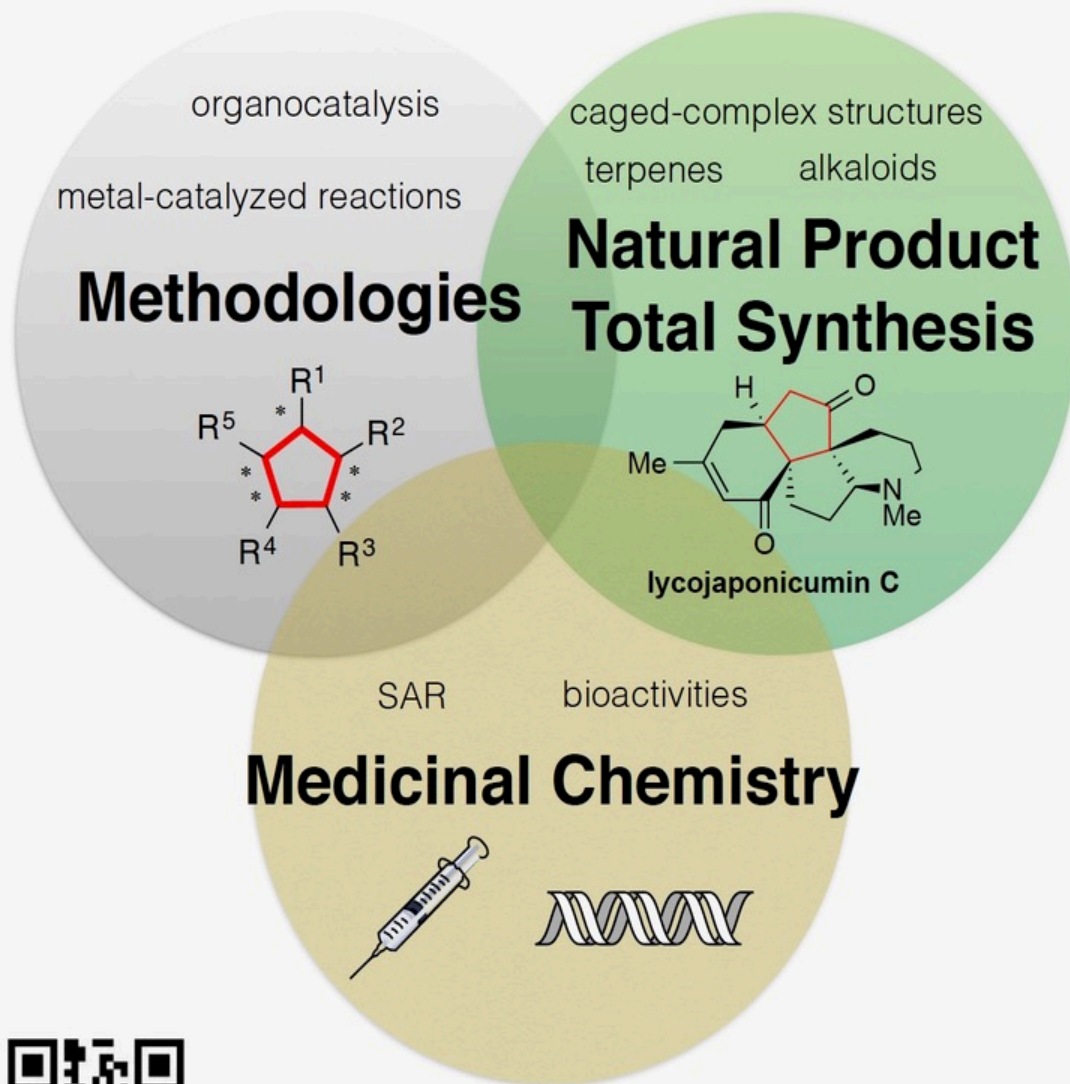 organocatalysis
metal-catalyzed reactions
Methodologies
R1
R5
*
R2
*
*
*
*
R4
R3
caged-complex structures
terpenes alkaloids
Natural Product
Total Synthesis
H
O
Me
N
Me
O
lycojaponicumin C
SAR bioactivities
Medicinal Chemistry